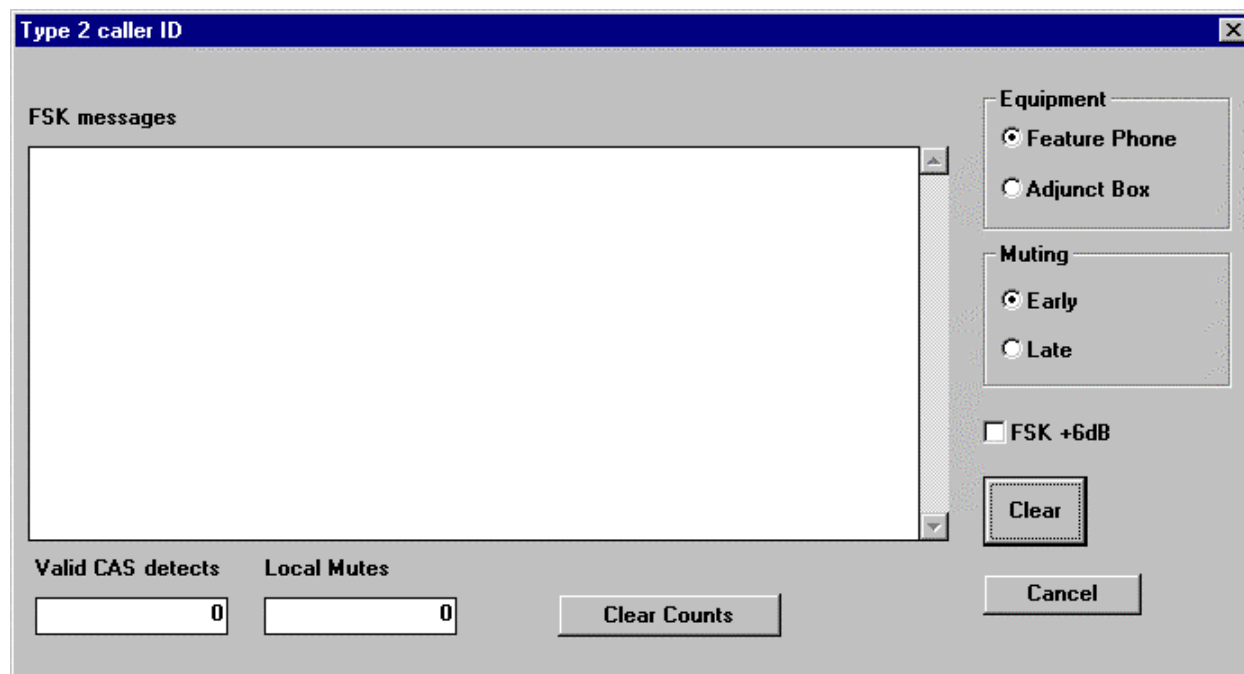 Type 2 caller ID
FSK messages
Equipment
Feature Phone
Adjunct Box
Muting
Early
Late
FSK +6dB
Clear
Valid CAS detects
Local Mutes
0
0
Clear Counts
Cancel